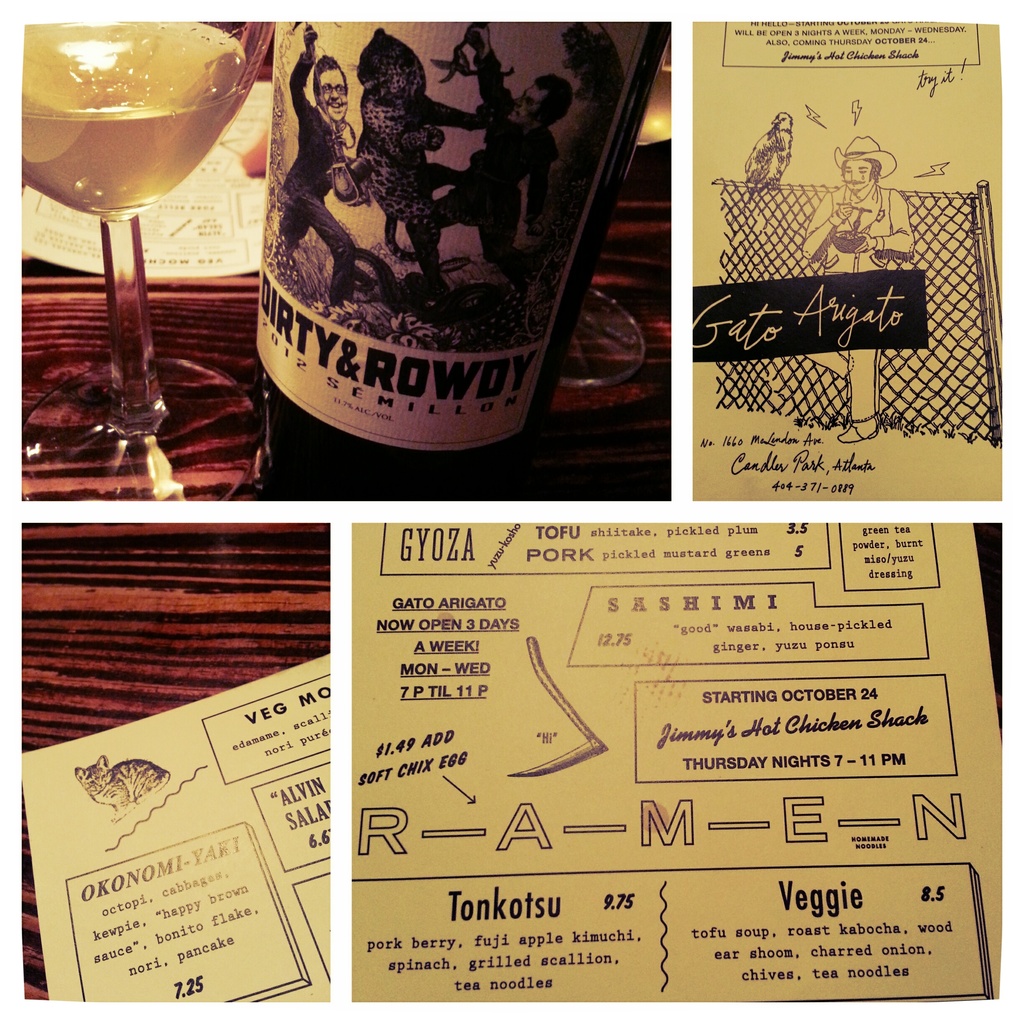 DIRTY&ROWDY
2012 SÉMILLON
11.7% ALC/VOL
HI HELLO—STARTING OCTOBER 23 GATO
WILL BE OPEN 3 NIGHTS A WEEK, MONDAY – WEDNESDAY.
ALSO, COMING THURSDAY OCTOBER 24...
Jimmy's Hot Chicken Shack
try it!
Gato Arigato
No. 1660 McLendon Ave.
Candler Park, Atlanta
404-371-0889
VEG MO
edamame, scalli
nori puré
"ALVIN
SALA
6.6
OKONOMI-YAKI
octopi, cabbages,
kewpie, "happy brown
sauce", bonito flake,
nori, pancake
7.25
GYOZA
yuzu-kosho
TOFU shiitake, pickled plum 3.5
PORK pickled mustard greens 5
green tea
powder, burnt
miso/yuzu
dressing
GATO ARIGATO
NOW OPEN 3 DAYS
A WEEK!
MON – WED
7 P TIL 11 P
SASHIMI
12.75
"good" wasabi, house-pickled
ginger, yuzu ponsu
"Hi"
STARTING OCTOBER 24
Jimmy's Hot Chicken Shack
THURSDAY NIGHTS 7 – 11 PM
$1.49 ADD
SOFT CHIX EGG
R—A—M—E—N
HOMEMADE
NOODLES
Tonkotsu 9.75
pork berry, fuji apple kimuchi,
spinach, grilled scallion,
tea noodles
Veggie 8.5
tofu soup, roast kabocha, wood
ear shoom, charred onion,
chives, tea noodles